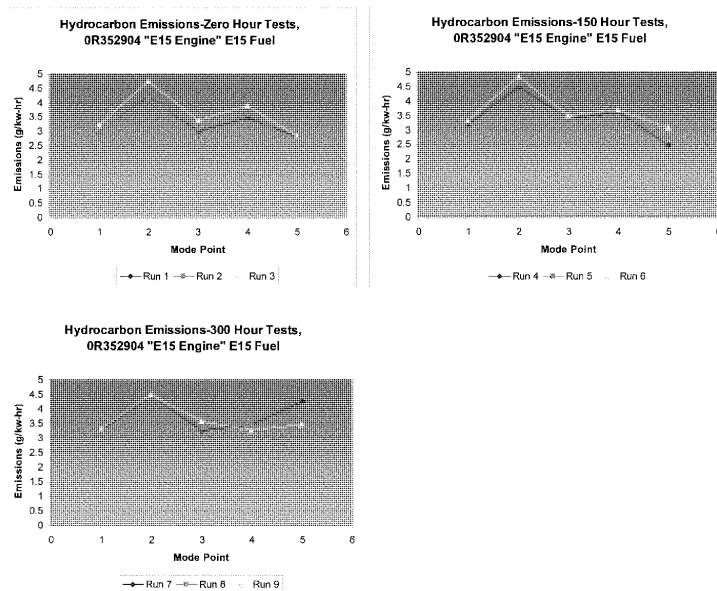 Hydrocarbon Emissions-Zero Hour Tests,
0R352904 "E15 Engine" E15 Fuel
Emissions (g/kw-hr)
5
4.5
4
3.5
3
2.5
2
1.5
1
0.5
0
0 1 2 3 4 5 6
Mode Point
Run 1 Run 2 Run 3
Hydrocarbon Emissions-150 Hour Tests,
0R352904 "E15 Engine" E15 Fuel
Emissions (g/kw-hr)
5
4.5
4
3.5
3
2.5
2
1.5
1
0.5
0
0 1 2 3 4 5 6
Mode Point
Run 4 Run 5 Run 6
Hydrocarbon Emissions-300 Hour Tests,
0R352904 "E15 Engine" E15 Fuel
Emissions (g/kw-hr)
5
4.5
4
3.5
3
2.5
2
1.5
1
0.5
0
0 1 2 3 4 5 6
Mode Point
Run 7 Run 8 Run 9